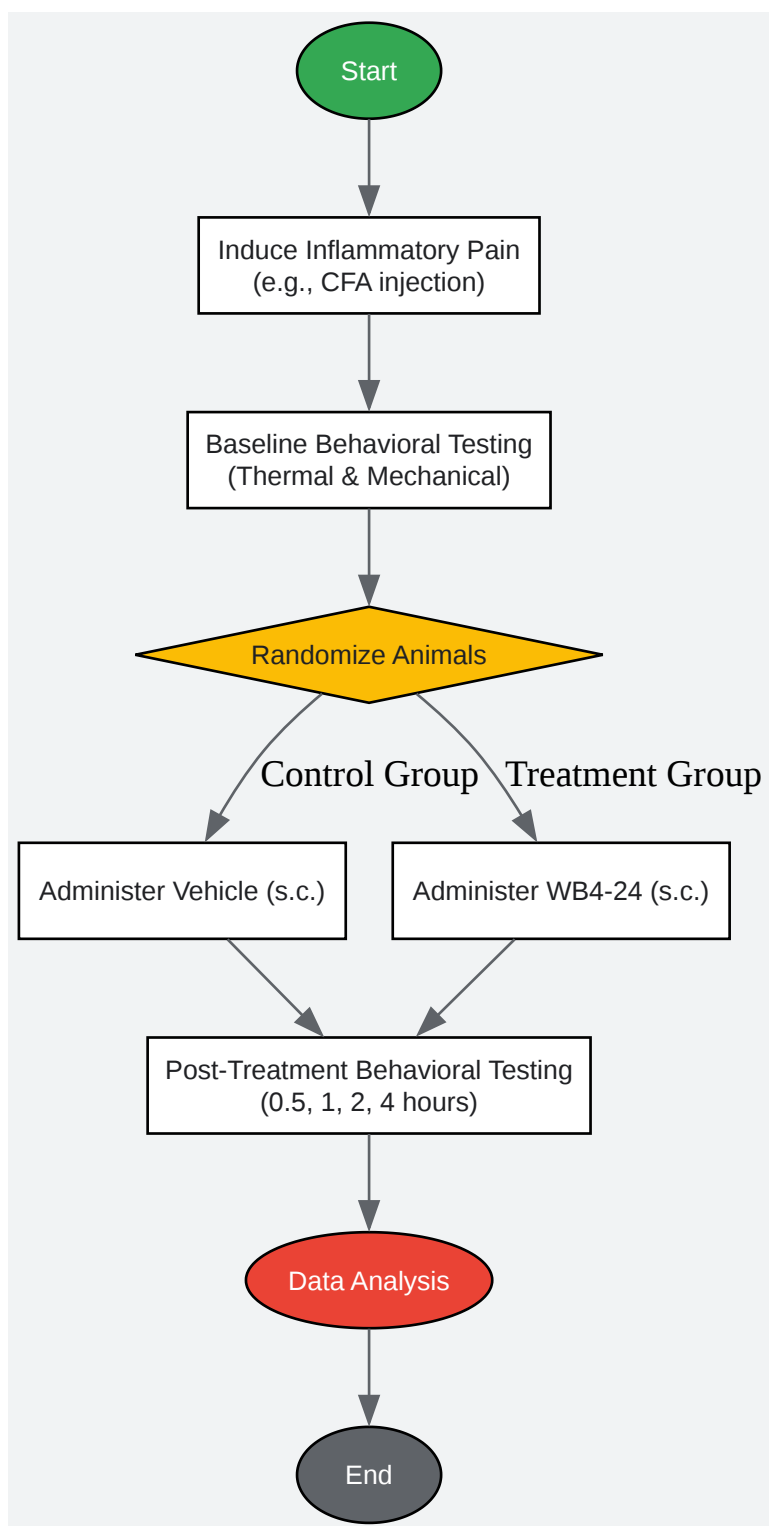 Start
Induce Inflammatory Pain
(e.g., CFA injection)
Baseline Behavioral Testing
(Thermal & Mechanical)
Randomize Animals
Control Group
Treatment Group
Administer Vehicle (s.c.)
Administer WB4-24 (s.c.)
Post-Treatment Behavioral Testing
(0.5, 1, 2, 4 hours)
Data Analysis
End